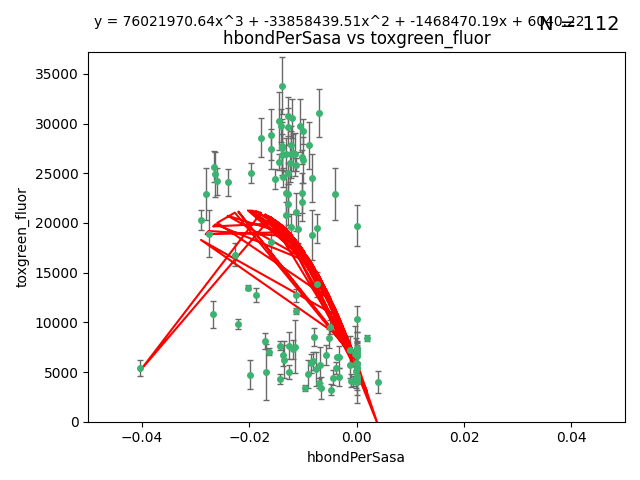 y = 76021970.64x^3 + -33858439.51x^2 + -1468470.19x + 6040.22
N = 112
hbondPerSasa vs toxgreen_fluor
35000
30000
25000
20000
15000
10000
5000
0
toxgreen_fluor
−0.04 −0.02 0.00 0.02 0.04
hbondPerSasa